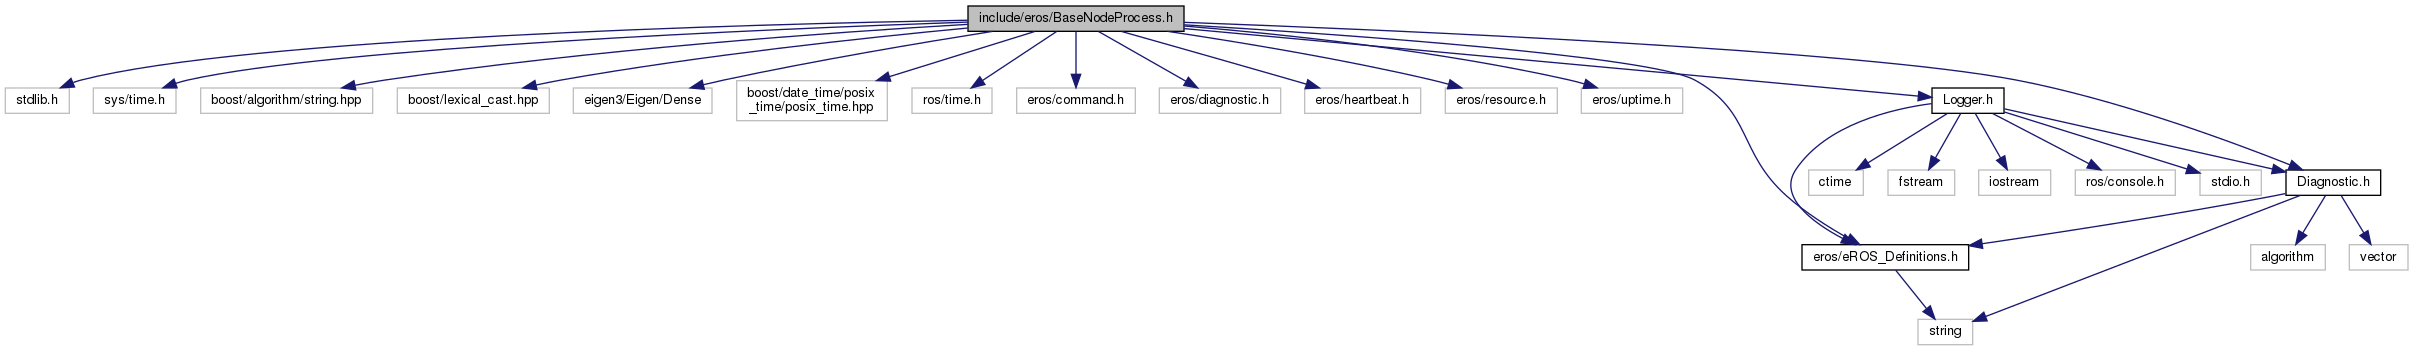 include/eros/BaseNodeProcess.h
stdlib.h
sys/time.h
boost/algorithm/string.hpp
boost/lexical_cast.hpp
eigen3/Eigen/Dense
boost/date_time/posix
_time/posix_time.hpp
ros/time.h
eros/command.h
eros/diagnostic.h
eros/heartbeat.h
eros/resource.h
eros/uptime.h
Logger.h
ctime
fstream
iostream
ros/console.h
stdio.h
Diagnostic.h
eros/eROS_Definitions.h
algorithm
vector
string